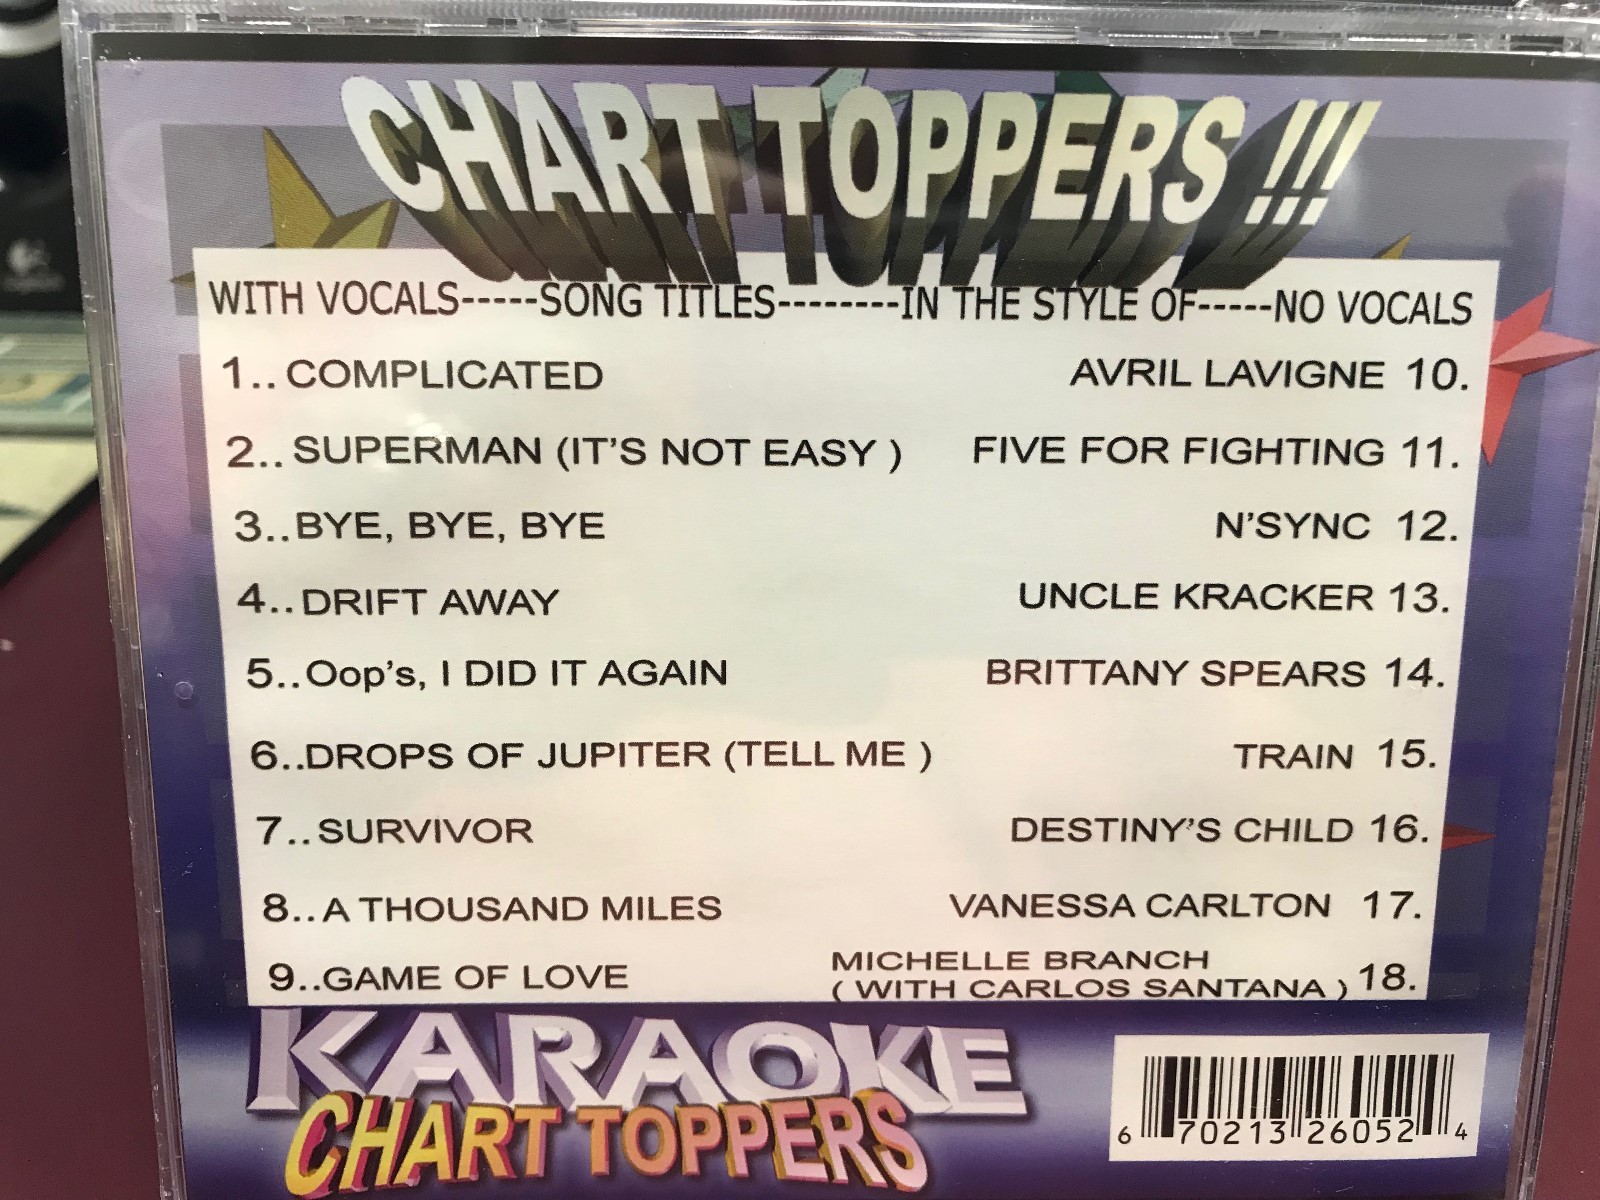 CHART TOPPERS !!!
WITH VOCALS-----SONG TITLES--------IN THE STYLE OF-----NO VOCALS
1.. COMPLICATED AVRIL LAVIGNE 10.
2.. SUPERMAN (IT'S NOT EASY ) FIVE FOR FIGHTING 11.
3..BYE, BYE, BYE N'SYNC 12.
4..DRIFT AWAY UNCLE KRACKER 13.
5..Oop's, I DID IT AGAIN BRITTANY SPEARS 14.
6..DROPS OF JUPITER (TELL ME ) TRAIN 15.
7..SURVIVOR DESTINY'S CHILD 16.
8..A THOUSAND MILES VANESSA CARLTON 17.
9..GAME OF LOVE MICHELLE BRANCH
( WITH CARLOS SANTANA ) 18.
KARAOKE
CHART TOPPERS
6 70213 26052 4